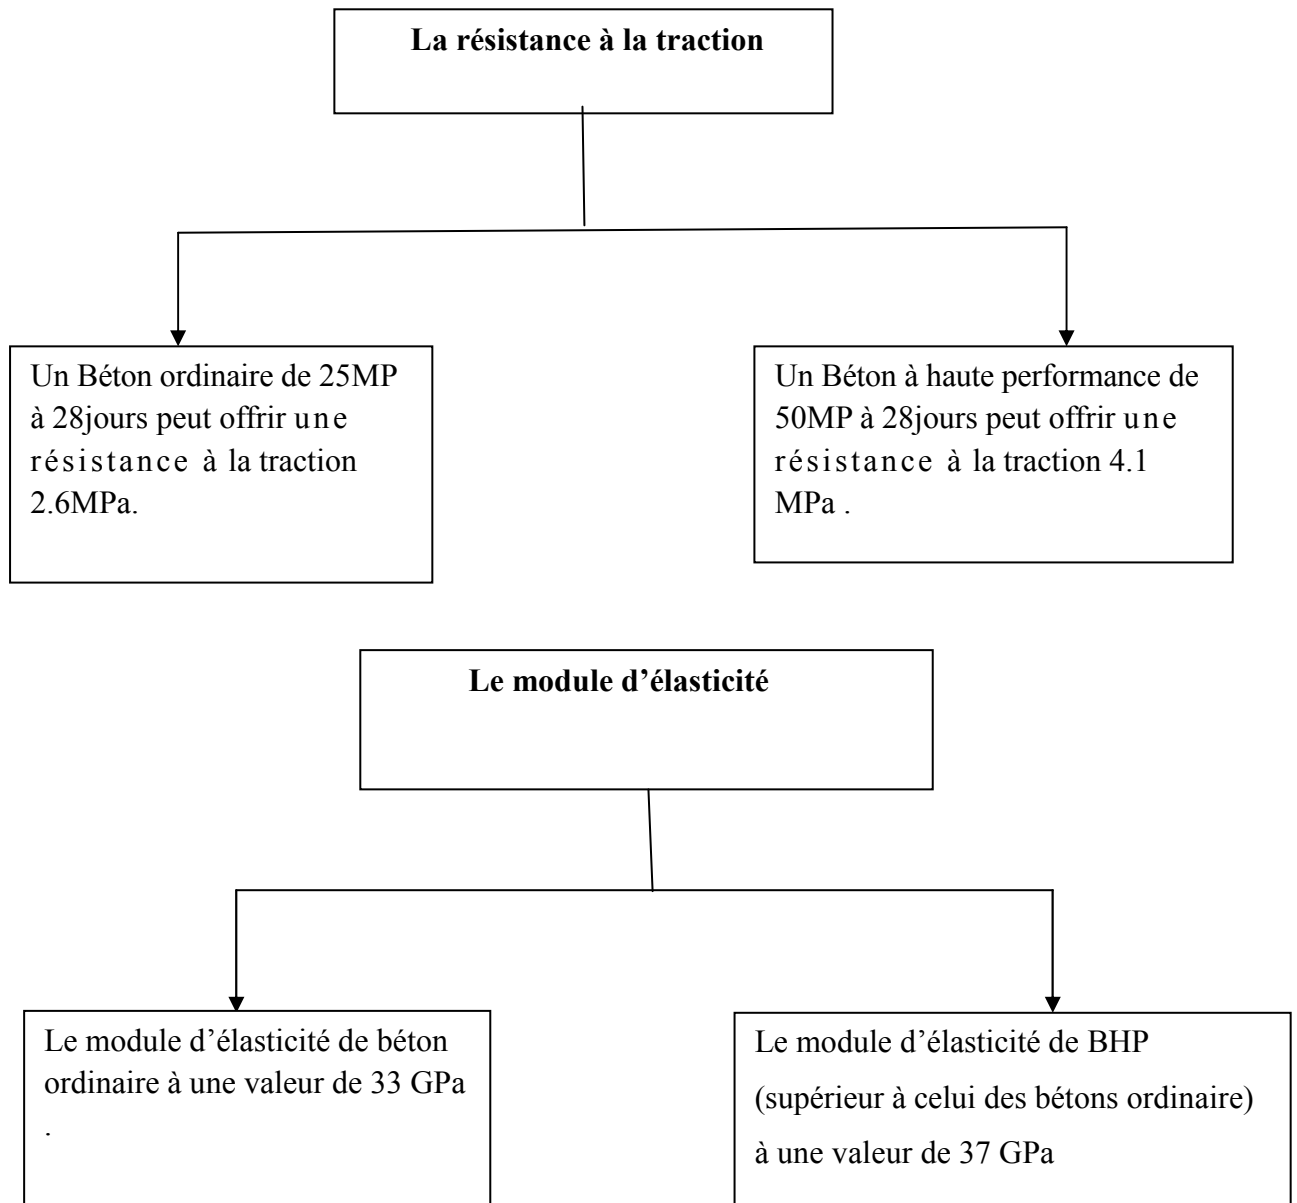 La résistance à la traction
Un Béton ordinaire de 25MP
à 28jours peut offrir une
résistance à la traction
2.6MPa.
Un Béton à haute performance de
50MP à 28jours peut offrir une
résistance à la traction 4.1
MPa .
Le module d’élasticité
Le module d’élasticité de béton
ordinaire à une valeur de 33 GPa
.
Le module d’élasticité de BHP
(supérieur à celui des bétons ordinaire)
à une valeur de 37 GPa